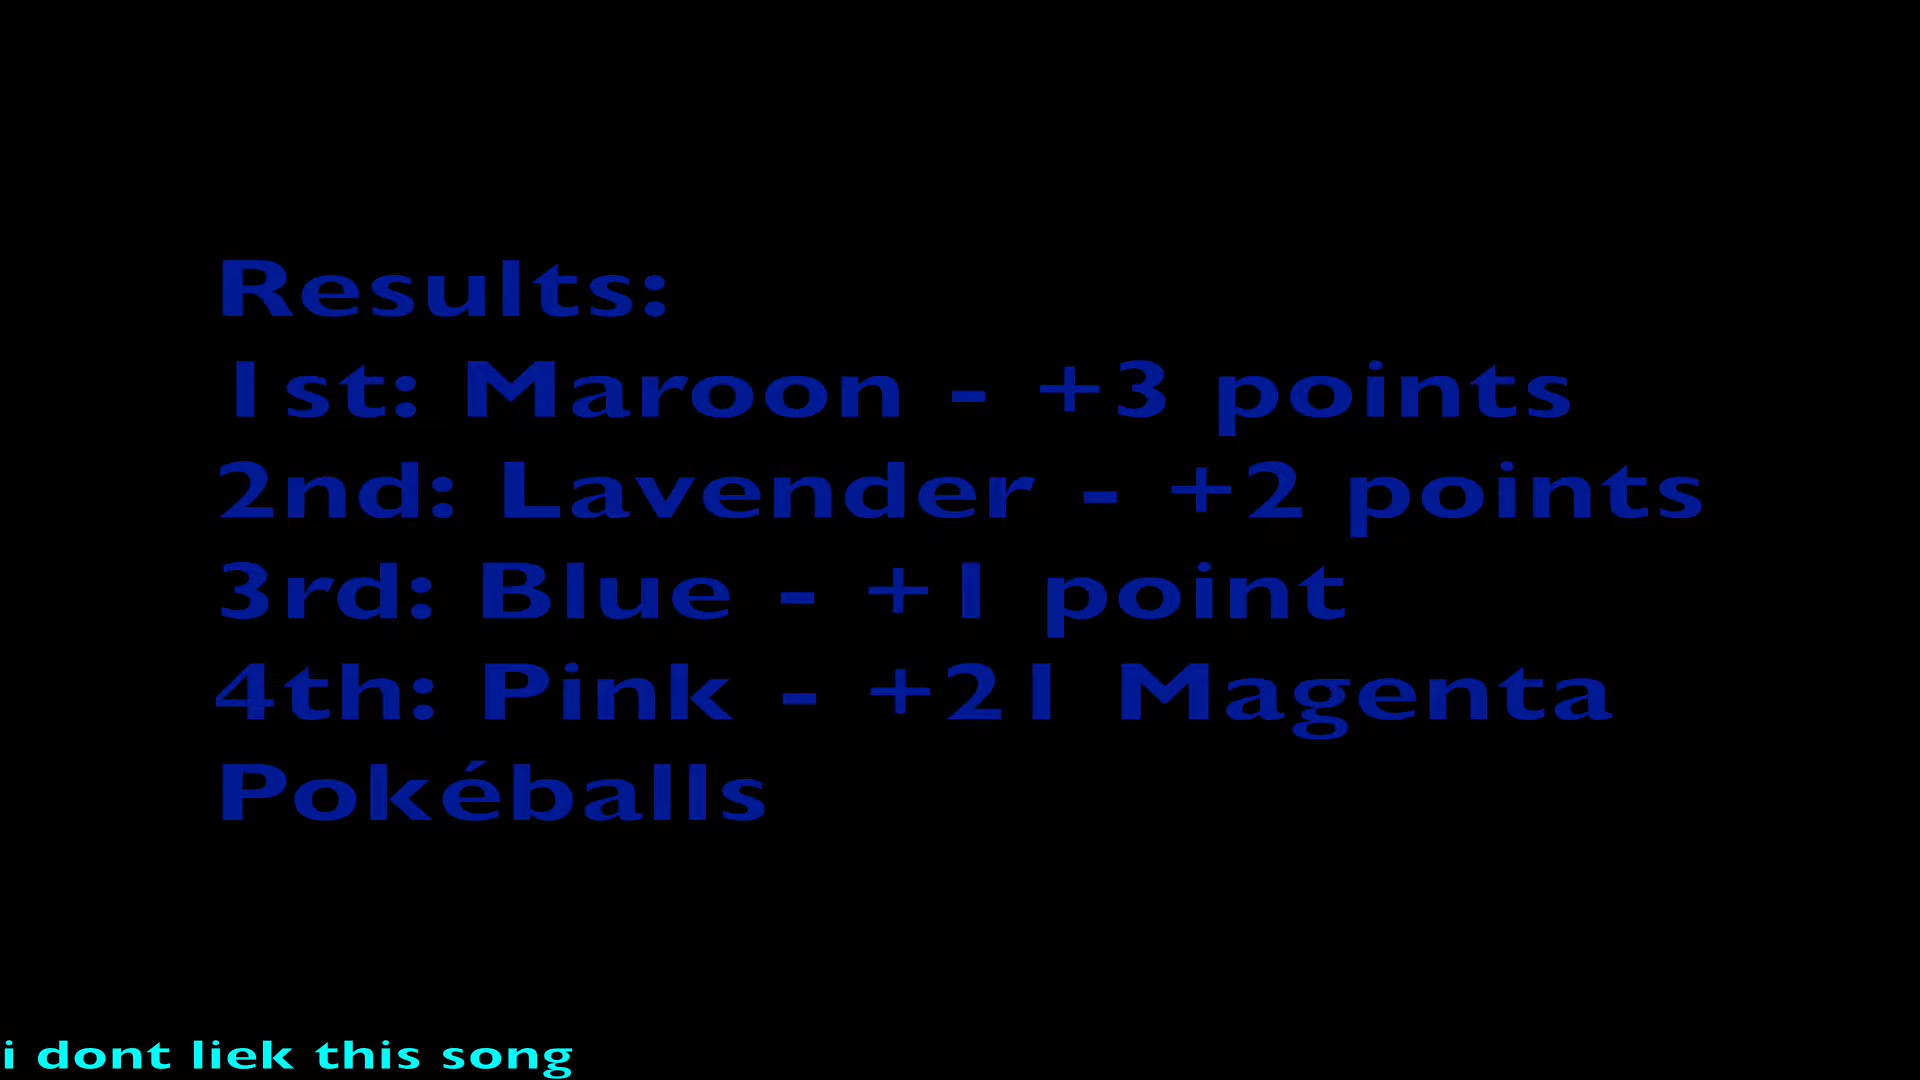 Results:
1st: Maroon - +3 points
2nd: Lavender - +2 points
3rd: Blue - +1 point
4th: Pink - +21 Magenta
Pokéballs
i dont liek this song